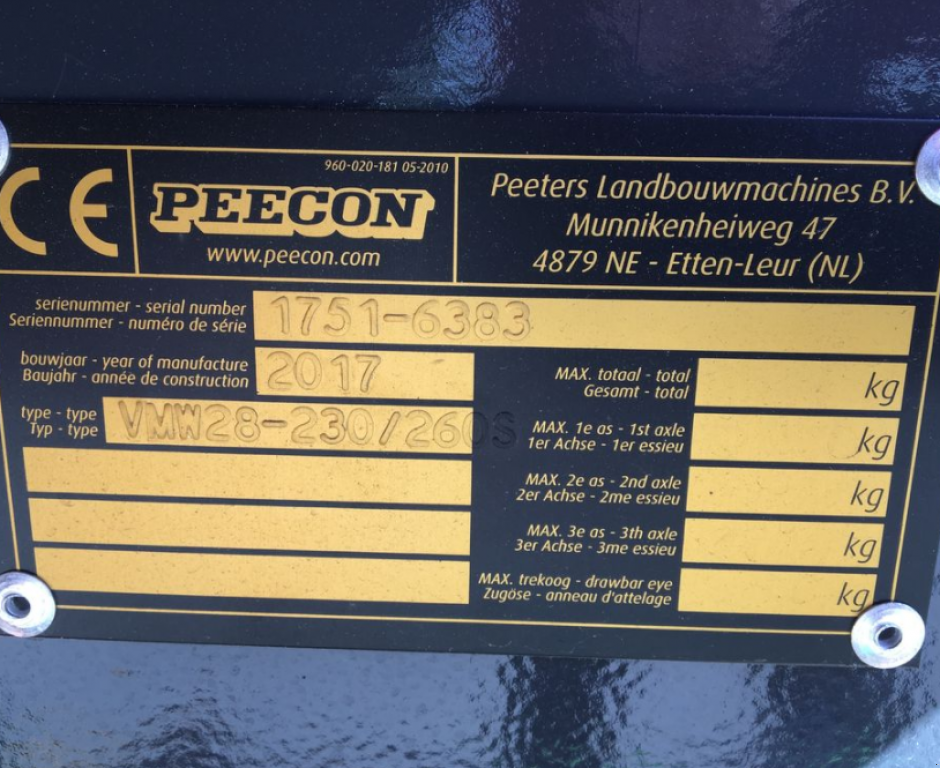 CE
960-020-181 05-2010
PEECON
www.peecon.com
Peeters Landbouwmachines B.V.
Munnikenheiweg 47
4879 NE - Etten-Leur (NL)
serienummer - serial number
Seriennummer - numéro de série
1751-6383
bouwjaar - year of manufacture
Baujahr - année de construction
2017
type - type
Typ - type
VMW28-230/260S
MAX. totaal - total
Gesamt - total
kg
MAX. 1e as - 1st axle
1er Achse - 1er essieu
kg
MAX. 2e as - 2nd axle
2er Achse - 2me essieu
kg
MAX. 3e as - 3th axle
3er Achse - 3me essieu
kg
MAX. trekoog - drawbar eye
Zugöse - anneau d'attelage
kg